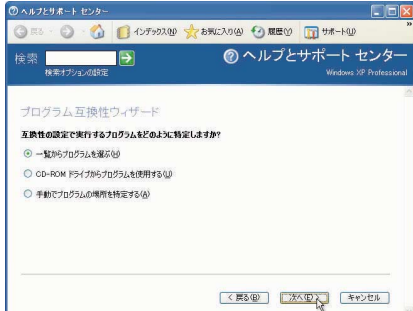 ヘルプとサポート センター
戻る
インデックス(N)
お気に入り(A)
履歴(Y)
サポート(U)
»
検索
検索オプションの設定
ヘルプとサポート センター
Windows XP Professional
プログラム互換性ウィザード
互換性の設定で実行するプログラムをどのように特定しますか?
一覧からプログラムを選ぶ(H)
CD-ROM ドライブからプログラムを使用する(U)
手動でプログラムの場所を特定する(A)
< 戻る(B)
次へ(E) >
キャンセル